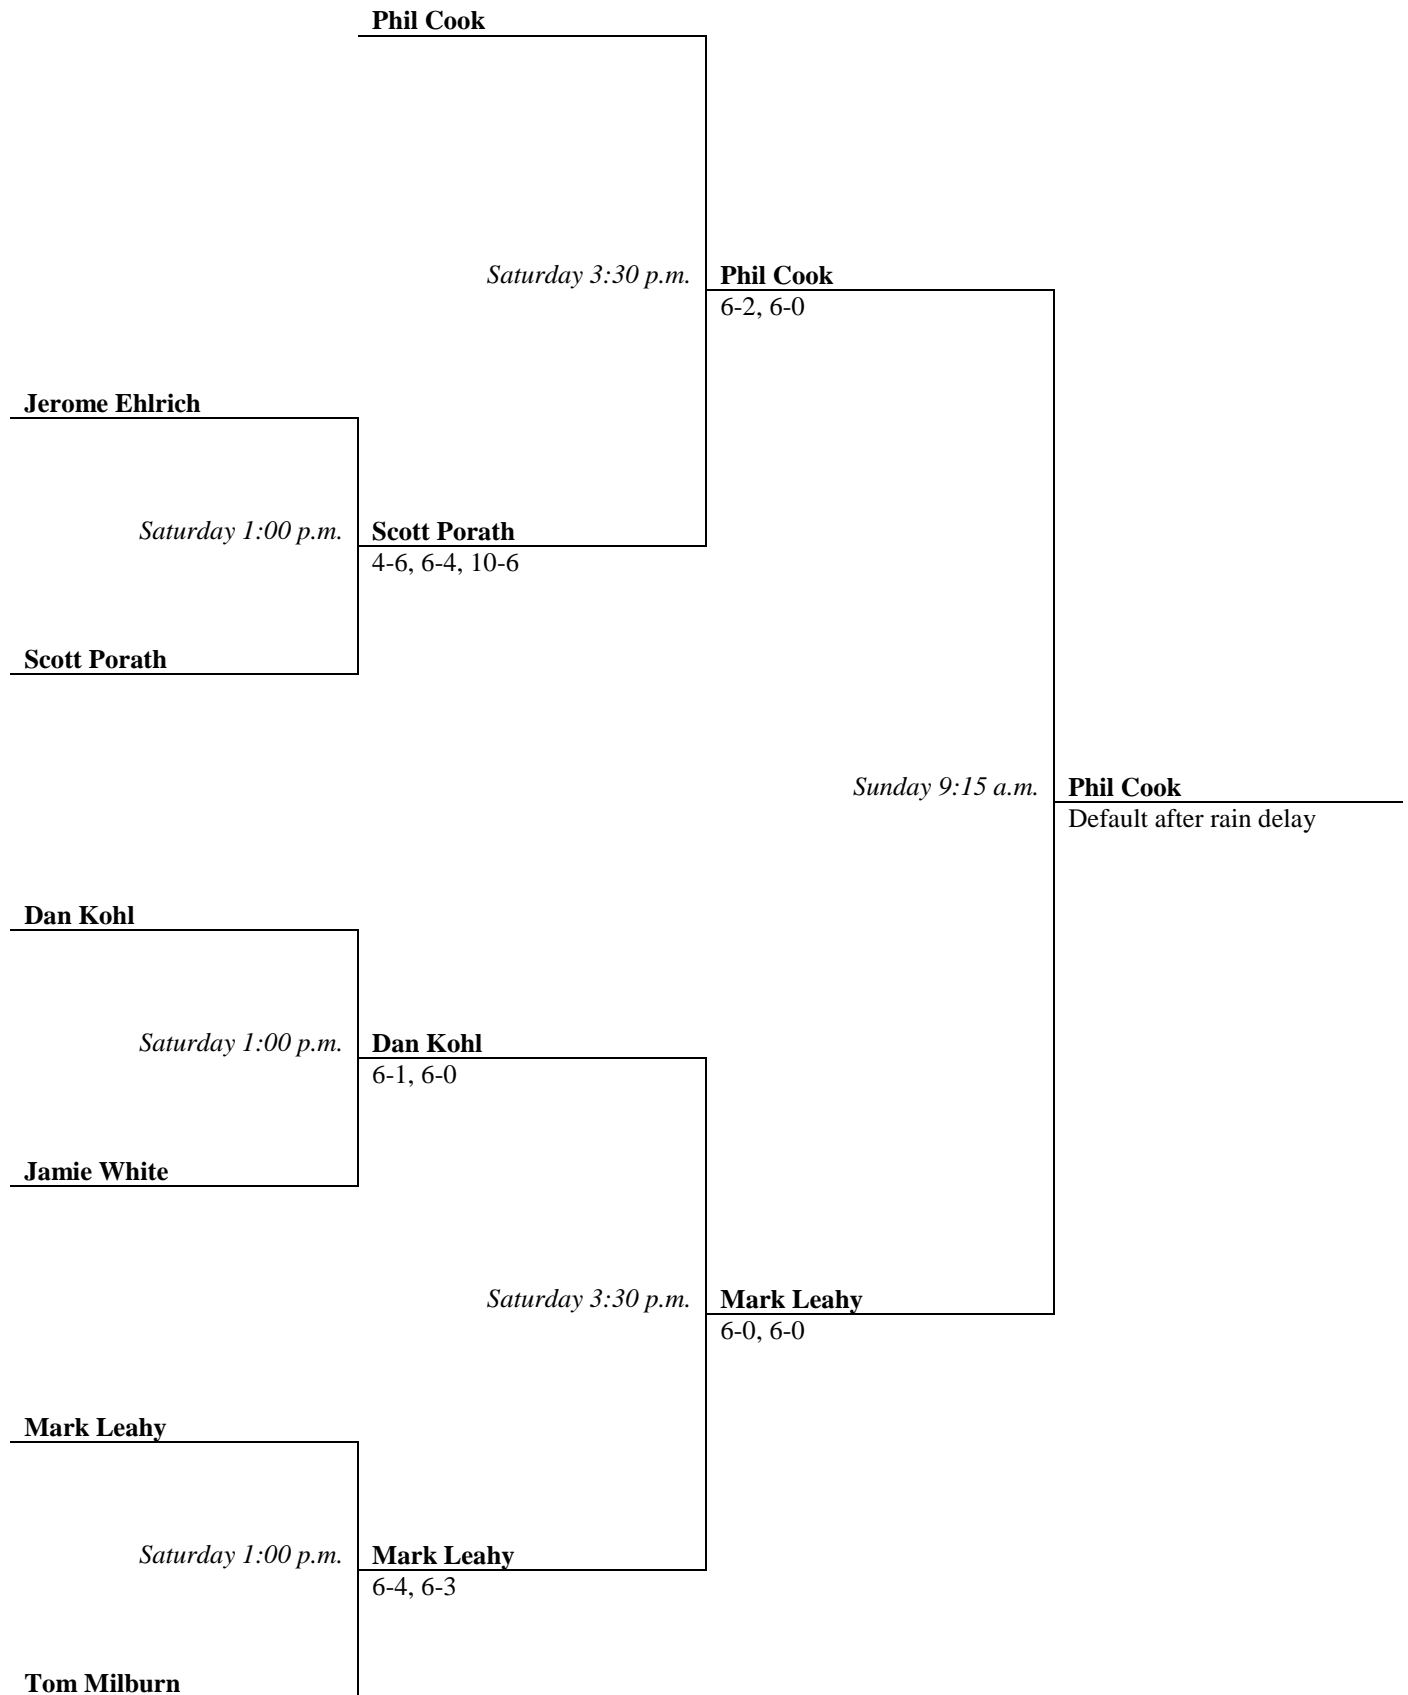 Phil Cook
Saturday 3:30 p.m.
Phil Cook
6-2, 6-0
Jerome Ehlrich
Saturday 1:00 p.m.
Scott Porath
4-6, 6-4, 10-6
Scott Porath
Sunday 9:15 a.m.
Phil Cook
Default after rain delay
Dan Kohl
Saturday 1:00 p.m.
Dan Kohl
6-1, 6-0
Jamie White
Saturday 3:30 p.m.
Mark Leahy
6-0, 6-0
Mark Leahy
Saturday 1:00 p.m.
Mark Leahy
6-4, 6-3
Tom Milburn